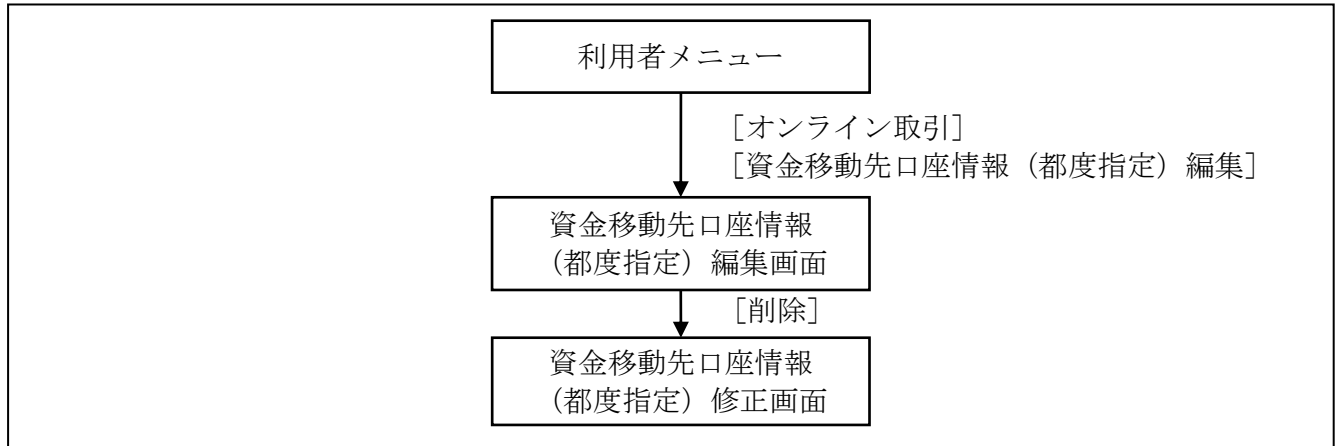 利用者メニュー
［オンライン取引］
［資金移動先口座情報（都度指定）編集］
資金移動先口座情報
（都度指定）編集画面
［削除］
資金移動先口座情報
（都度指定）修正画面